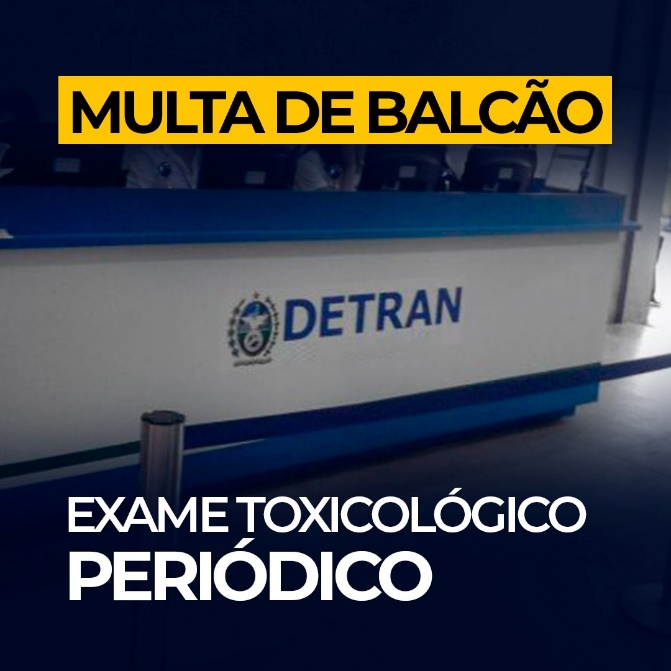 MULTA DE BALCÃO
DETRAN
EXAME TOXICOLÓGICO
PERIÓDICO